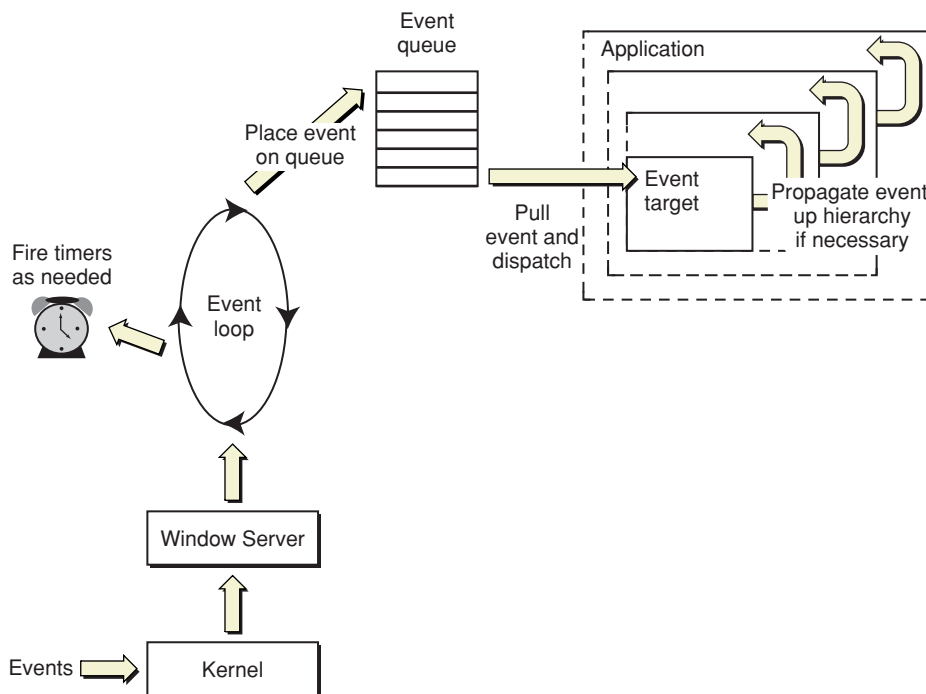 Event
queue
Application
Place event
on queue
Event
target
Propagate event
up hierarchy
if necessary
Pull
event and
dispatch
Fire timers
as needed
Event
loop
Window Server
Events
Kernel